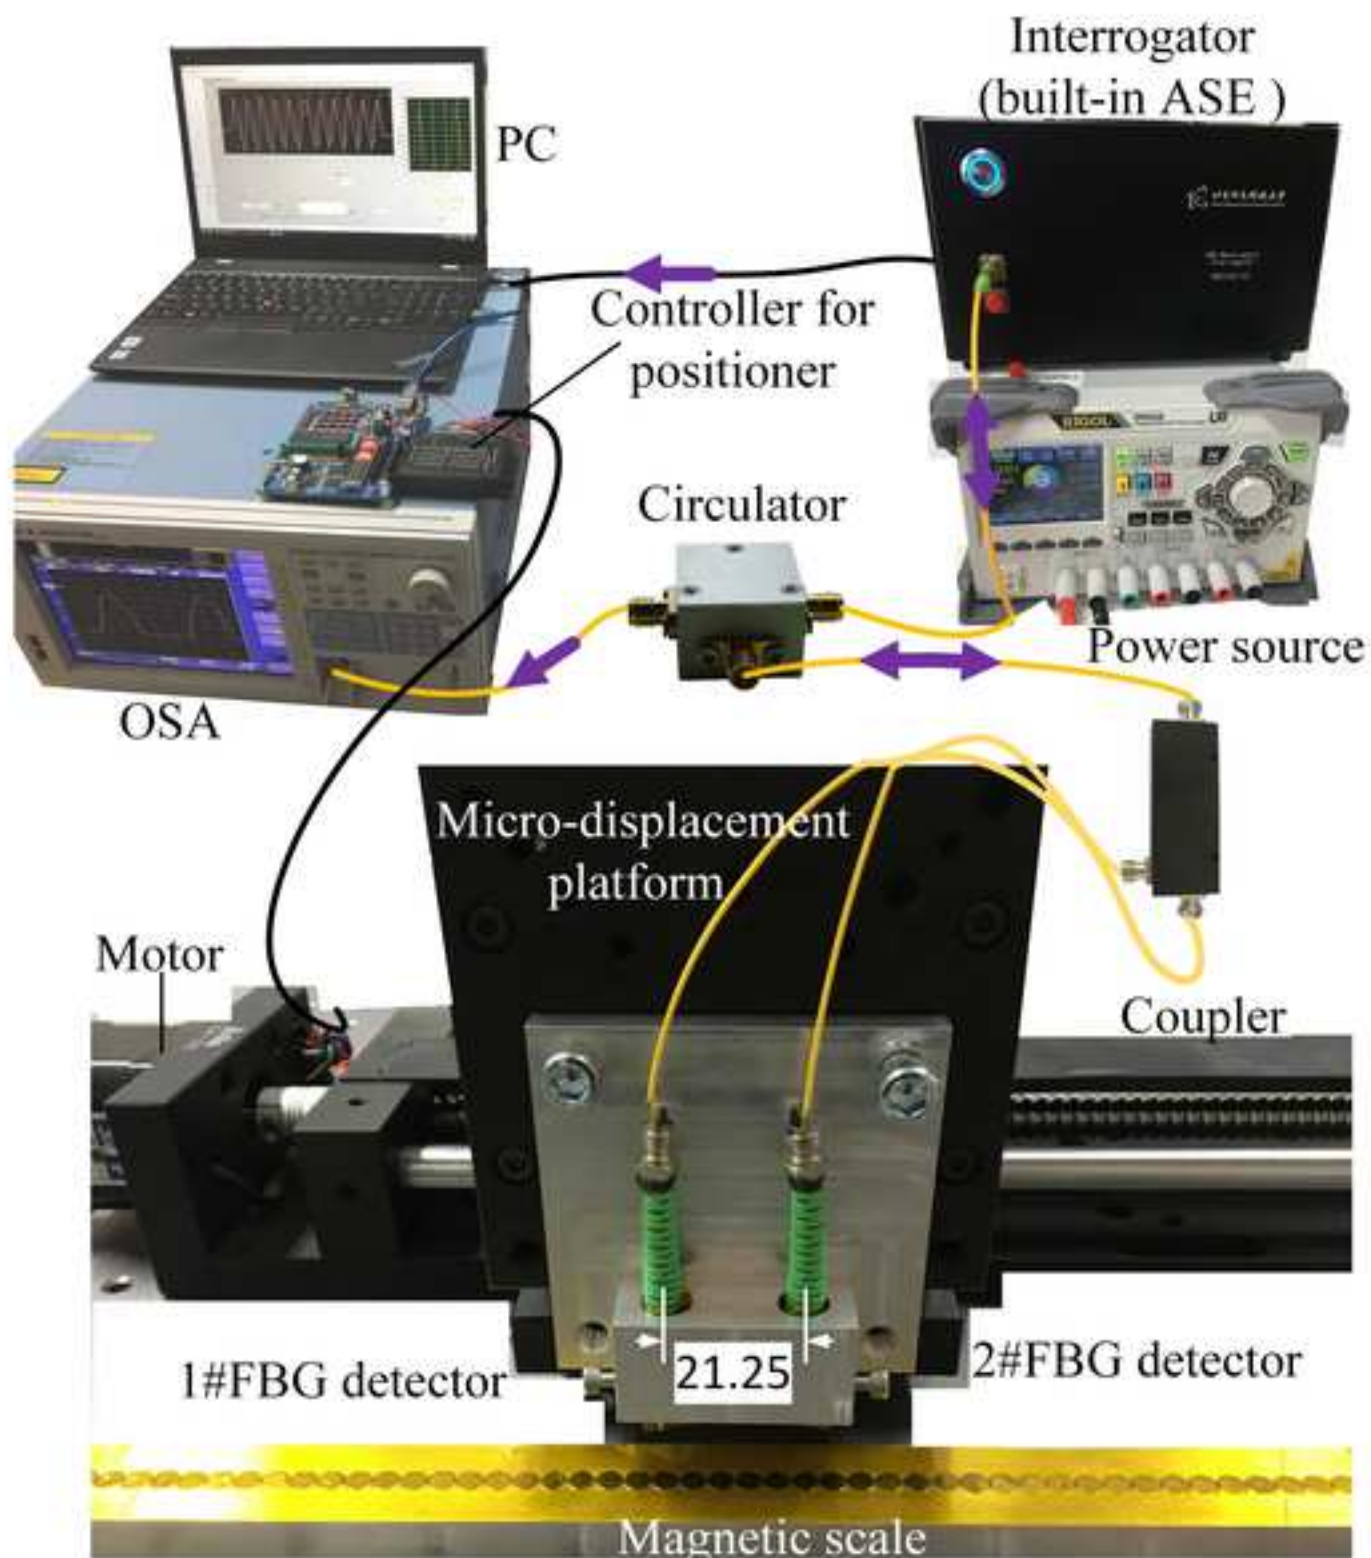 Interrogator
(built-in ASE )
PC
Controller for
positioner
RIGOL
Circulator
Power source
OSA
Micro-displacement
platform
Motor
Coupler
21.25
1#FBG detector
2#FBG detector
Magnetic scale